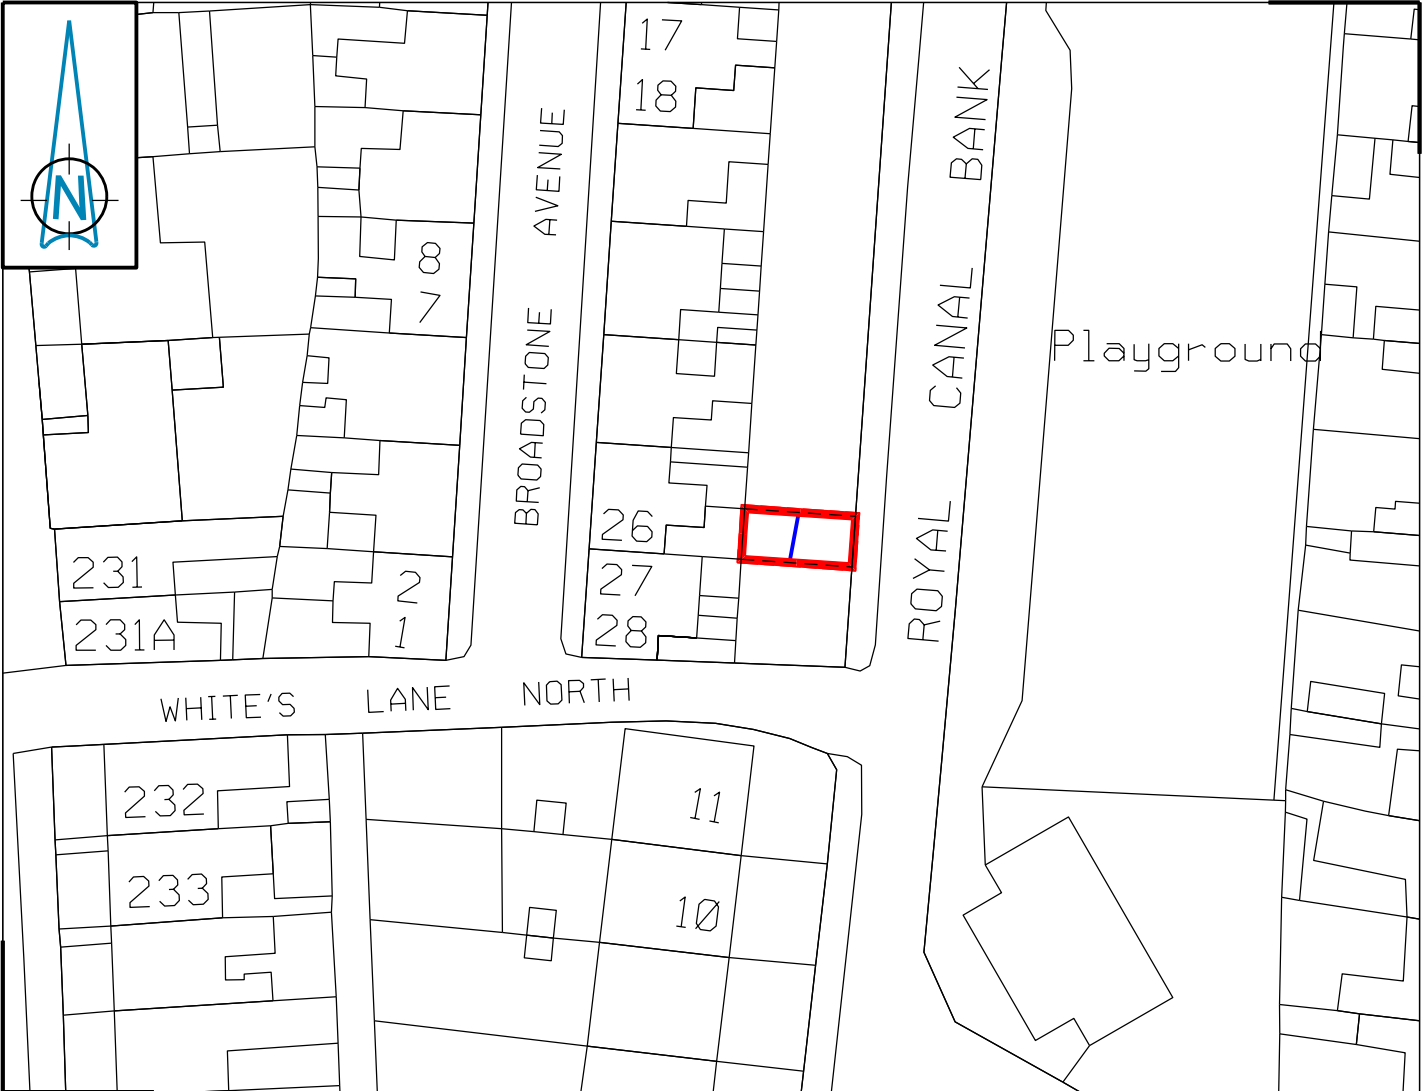 17
18
N
8
7
BROADSTONE AVENUE
ROYAL CANAL BANK
Playground
26
27
28
231
231A
2
1
WHITE'S LANE NORTH
232
233
11
10